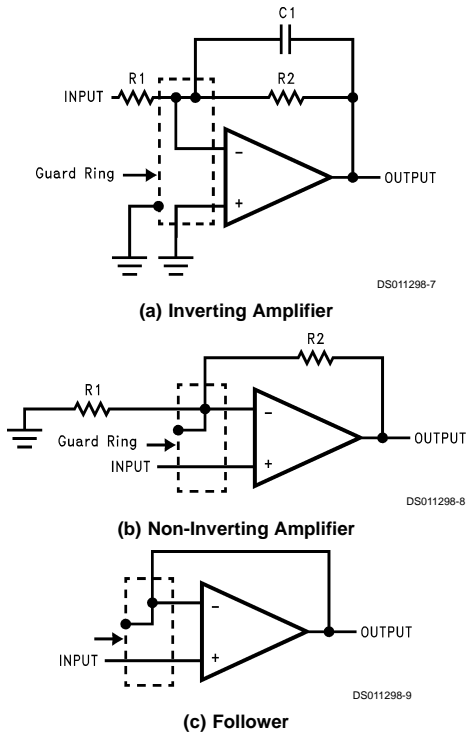 C1
R1
R2
INPUT
−
Guard Ring
+
OUTPUT
DS011298-7
(a) Inverting Amplifier
R2
R1
−
Guard Ring
OUTPUT
INPUT
+
DS011298-8
(b) Non-Inverting Amplifier
−
OUTPUT
INPUT
+
DS011298-9
(c) Follower